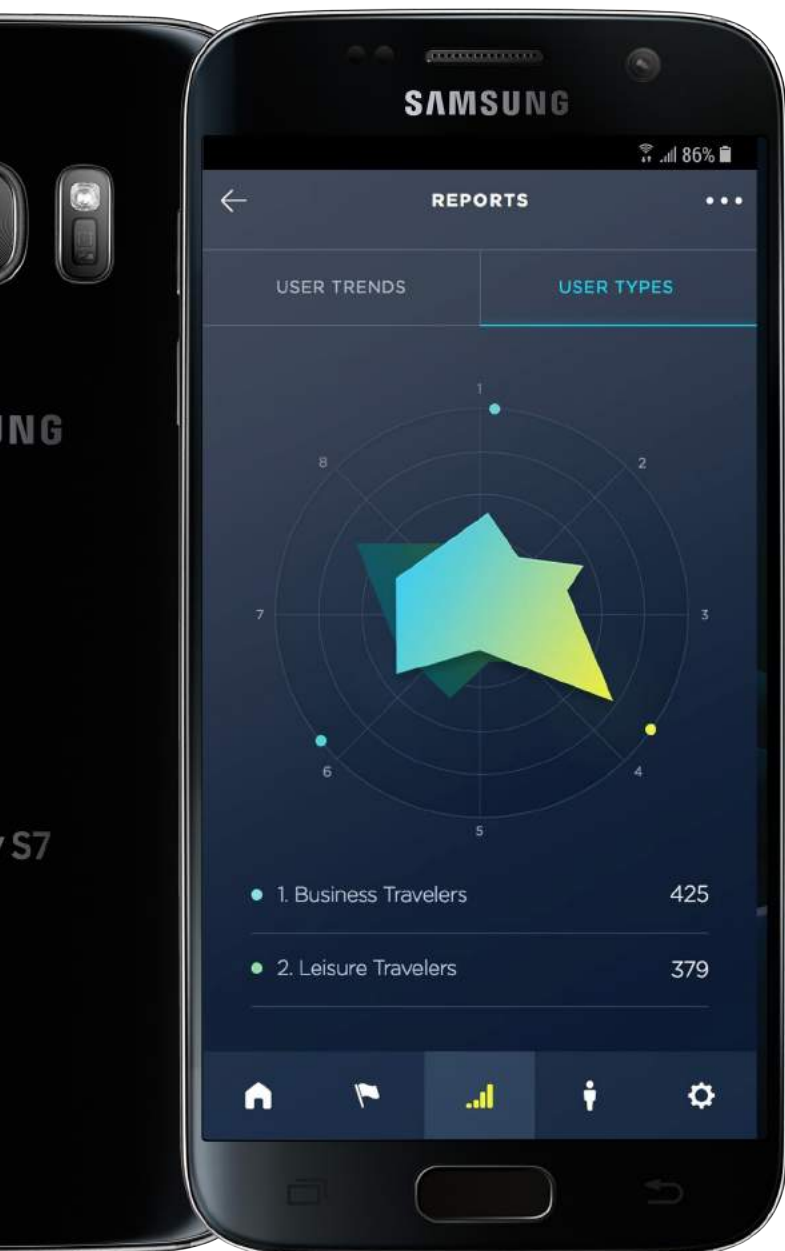 SAMSUNG
86%
REPORTS
USER TRENDS
USER TYPES
1
2
3
4
5
6
7
8
1. Business Travelers
425
2. Leisure Travelers
379
UNG
S7